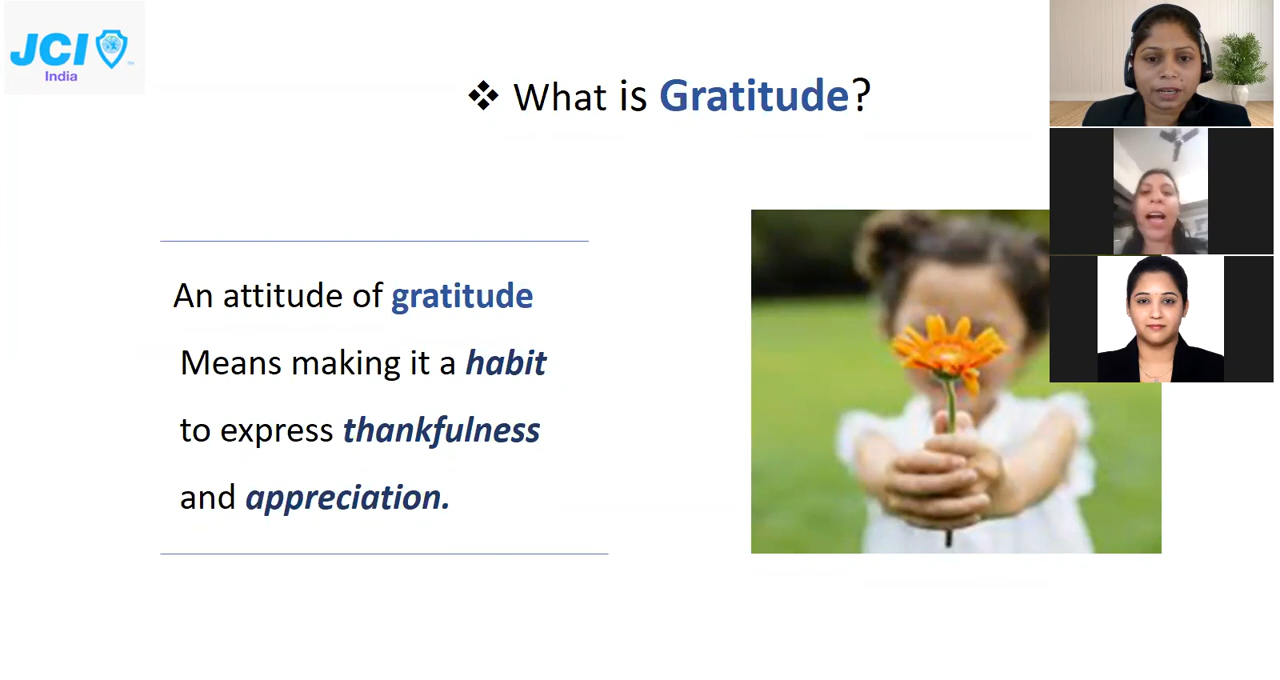 JCI
India
❖ What is Gratitude?
An attitude of gratitude
Means making it a habit
to express thankfulness
and appreciation.